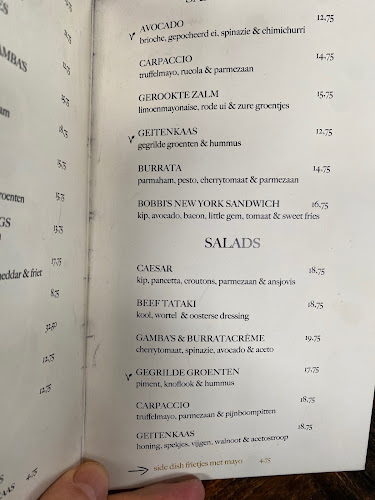 AVOCADO 12,75
brioche, gepocheerd ei, spinazie & chimichurri
CARPACCIO 14,75
truffelmayo, rucola & parmezaan
GEROOKTE ZALM 15,75
limoenmayonaise, rode ui & zure groentjes
GEITENKAAS 12,75
gegrilde groenten & hummus
BURRATA 14,75
parmaham, pesto, cherrytomaat & parmezaan
BOBBI'S NEW YORK SANDWICH 16,75
kip, avocado, bacon, little gem, tomaat & sweet fries
SALADS
CAESAR 18,75
kip, pancetta, croutons, parmezaan & ansjovis
BEEF TATAKI 18,75
kool, wortel & oosterse dressing
GAMBA'S & BURRATACRÈME 19,75
cherrytomaat, spinazie, avocado & aceto
GEGRILDE GROENTEN 17,75
piment, knoflook & hummus
CARPACCIO 18,75
truffelmayo, parmezaan & pijnboompitten
GEITENKAAS 18,75
honing, spekjes, vijgen, walnoot & acetostroop
side dish frietjes met mayo 4,75